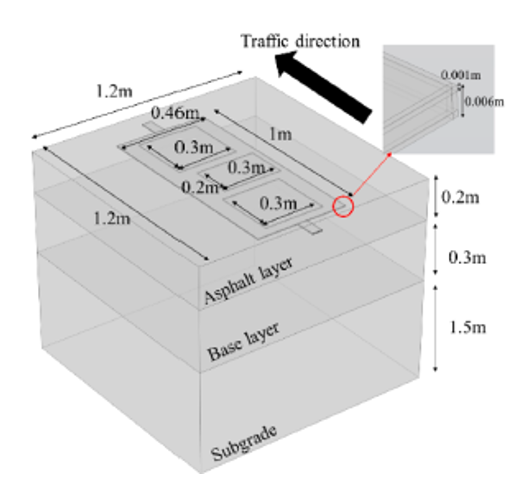 Traffic direction
0.001m
0.006m
1.2m
0.46m
1m
0.3m
0.3m
0.2m
0.3m
1.2m
0.2m
0.3m
1.5m
Asphalt layer
Base layer
Subgrade